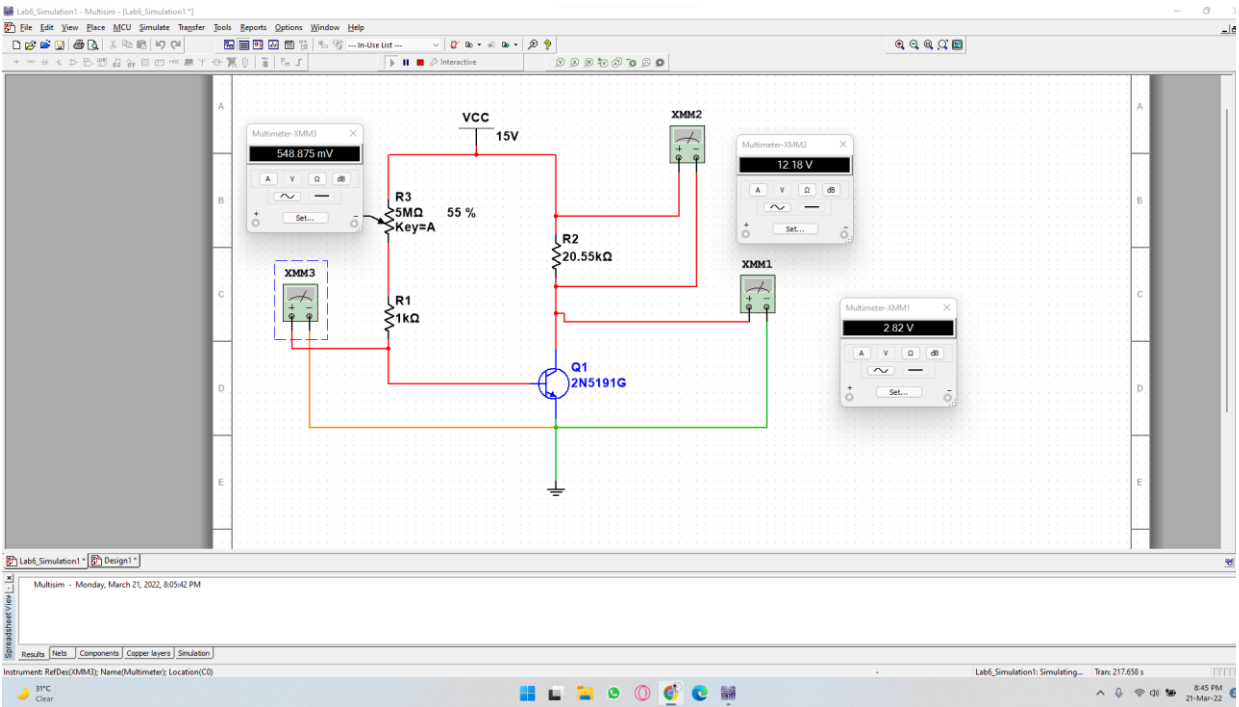 Lab6_Simulation1 - Multisim - [Lab6_Simulation1 *]
File Edit View Place MCU Simulate Transfer Tools Reports Options Window Help
--- In-Use List ---
Interactive
A
A
B
B
C
C
D
D
E
E
VCC
15V
XMM2
Multimeter-XMM3
548.875 mV
A V Ω dB
Set...
+ -
Multimeter-XMM2
12.18 V
A V Ω dB
Set...
+ -
R3
5MΩ 55 %
Key=A
R2
20.55kΩ
XMM3
XMM1
R1
1kΩ
Multimeter-XMM1
2.82 V
A V Ω dB
Set...
+ -
Q1
2N5191G
Lab6_Simulation1 * Design1 *
Multisim - Monday, March 21, 2022, 8:05:42 PM
Spreadsheet View
Results Nets Components Copper layers Simulation
Instrument: RefDes(XMM3); Name(Multimeter); Location(C0)
Lab6_Simulation1: Simulating... Tran: 217.658 s
31°C
Clear
8:45 PM
21-Mar-22